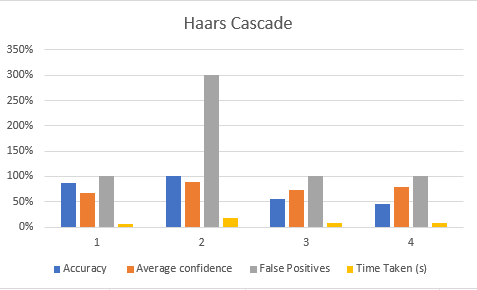 Haars Cascade
350%
300%
250%
200%
150%
100%
50%
0%
1 2 3 4
Accuracy Average confidence False Positives Time Taken (s)